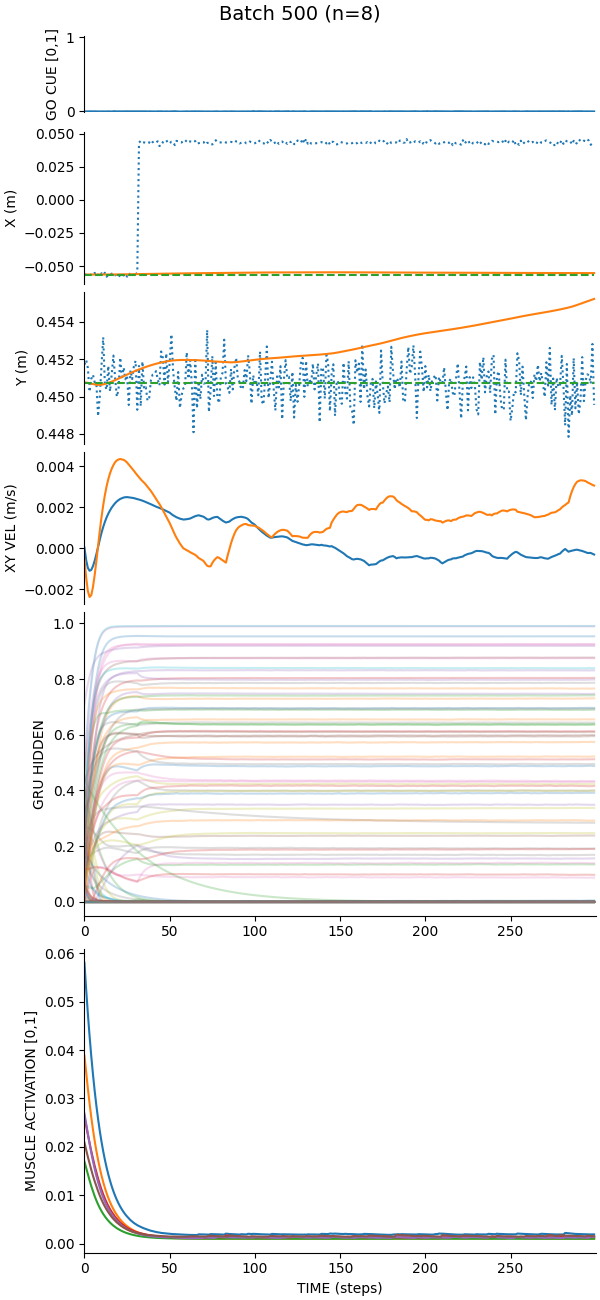 Batch 500 (n=8)
GO CUE [0,1]
1
0
X (m)
0.050
0.025
0.000
−0.025
−0.050
Y (m)
0.454
0.452
0.450
0.448
XY VEL (m/s)
0.004
0.002
0.000
−0.002
GRU HIDDEN
1.0
0.8
0.6
0.4
0.2
0.0
0 50 100 150 200 250
MUSCLE ACTIVATION [0,1]
0.06
0.05
0.04
0.03
0.02
0.01
0.00
0 50 100 150 200 250
TIME (steps)